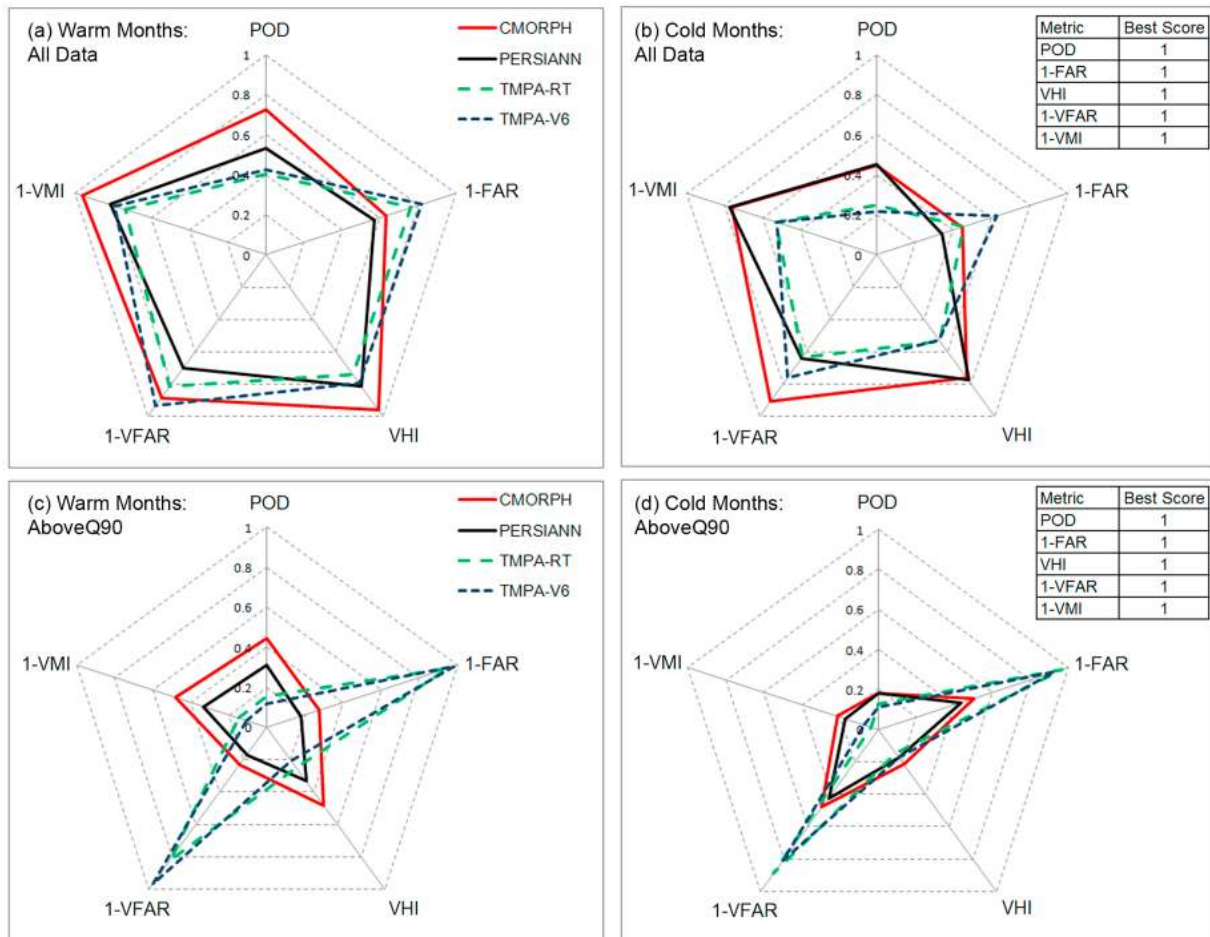 (a) Warm Months:
All Data
POD
1
0.8
0.6
0.4
0.2
0
1-FAR
VHI
1-VFAR
1-VMI
CMORPH
PERSIANN
TMPA-RT
TMPA-V6
(b) Cold Months:
All Data
POD
1
0.8
0.6
0.4
0.2
0
1-FAR
VHI
1-VFAR
1-VMI
Metric Best Score
POD 1
1-FAR 1
VHI 1
1-VFAR 1
1-VMI 1
(c) Warm Months:
AboveQ90
POD
1
0.8
0.6
0.4
0.2
0
1-FAR
VHI
1-VFAR
1-VMI
CMORPH
PERSIANN
TMPA-RT
TMPA-V6
(d) Cold Months:
AboveQ90
POD
1
0.8
0.6
0.4
0.2
0
1-FAR
VHI
1-VFAR
1-VMI
Metric Best Score
POD 1
1-FAR 1
VHI 1
1-VFAR 1
1-VMI 1